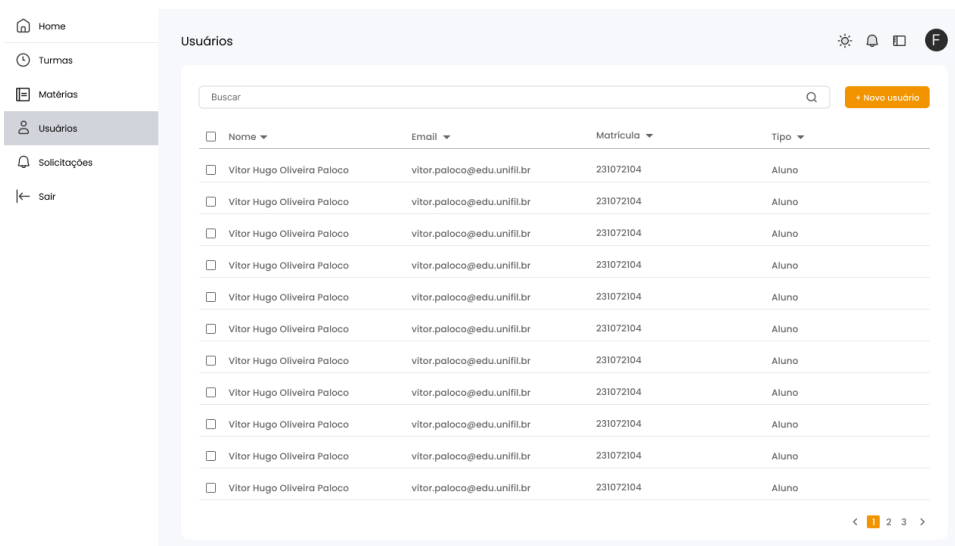 Home
Turmas
Matérias
Usuários
Solicitações
Sair
Usuários
F
Buscar
+ Novo usuário
Nome Email Matrícula Tipo
Vitor Hugo Oliveira Paloco vitor.paloco@edu.unifil.br 231072104 Aluno
Vitor Hugo Oliveira Paloco vitor.paloco@edu.unifil.br 231072104 Aluno
Vitor Hugo Oliveira Paloco vitor.paloco@edu.unifil.br 231072104 Aluno
Vitor Hugo Oliveira Paloco vitor.paloco@edu.unifil.br 231072104 Aluno
Vitor Hugo Oliveira Paloco vitor.paloco@edu.unifil.br 231072104 Aluno
Vitor Hugo Oliveira Paloco vitor.paloco@edu.unifil.br 231072104 Aluno
Vitor Hugo Oliveira Paloco vitor.paloco@edu.unifil.br 231072104 Aluno
Vitor Hugo Oliveira Paloco vitor.paloco@edu.unifil.br 231072104 Aluno
Vitor Hugo Oliveira Paloco vitor.paloco@edu.unifil.br 231072104 Aluno
Vitor Hugo Oliveira Paloco vitor.paloco@edu.unifil.br 231072104 Aluno
Vitor Hugo Oliveira Paloco vitor.paloco@edu.unifil.br 231072104 Aluno
< 1 2 3 >